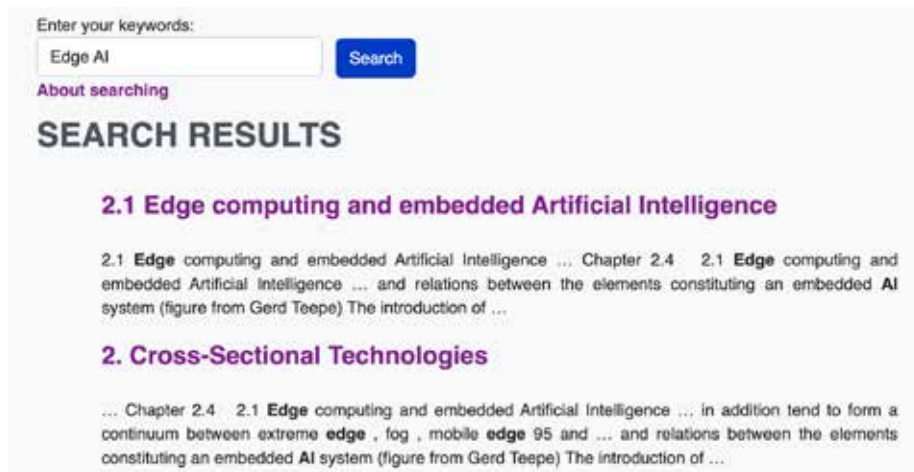 Enter your keywords:
Edge AI
Search
About searching
SEARCH RESULTS
2.1 Edge computing and embedded Artificial Intelligence
2.1 Edge computing and embedded Artificial Intelligence … Chapter 2.4 2.1 Edge computing and
embedded Artificial Intelligence … and relations between the elements constituting an embedded AI
system (figure from Gerd Teepe) The introduction of …
2. Cross-Sectional Technologies
… Chapter 2.4 2.1 Edge computing and embedded Artificial Intelligence … in addition tend to form a
continuum between extreme edge , fog , mobile edge 95 and … and relations between the elements
constituting an embedded AI system (figure from Gerd Teepe) The introduction of …